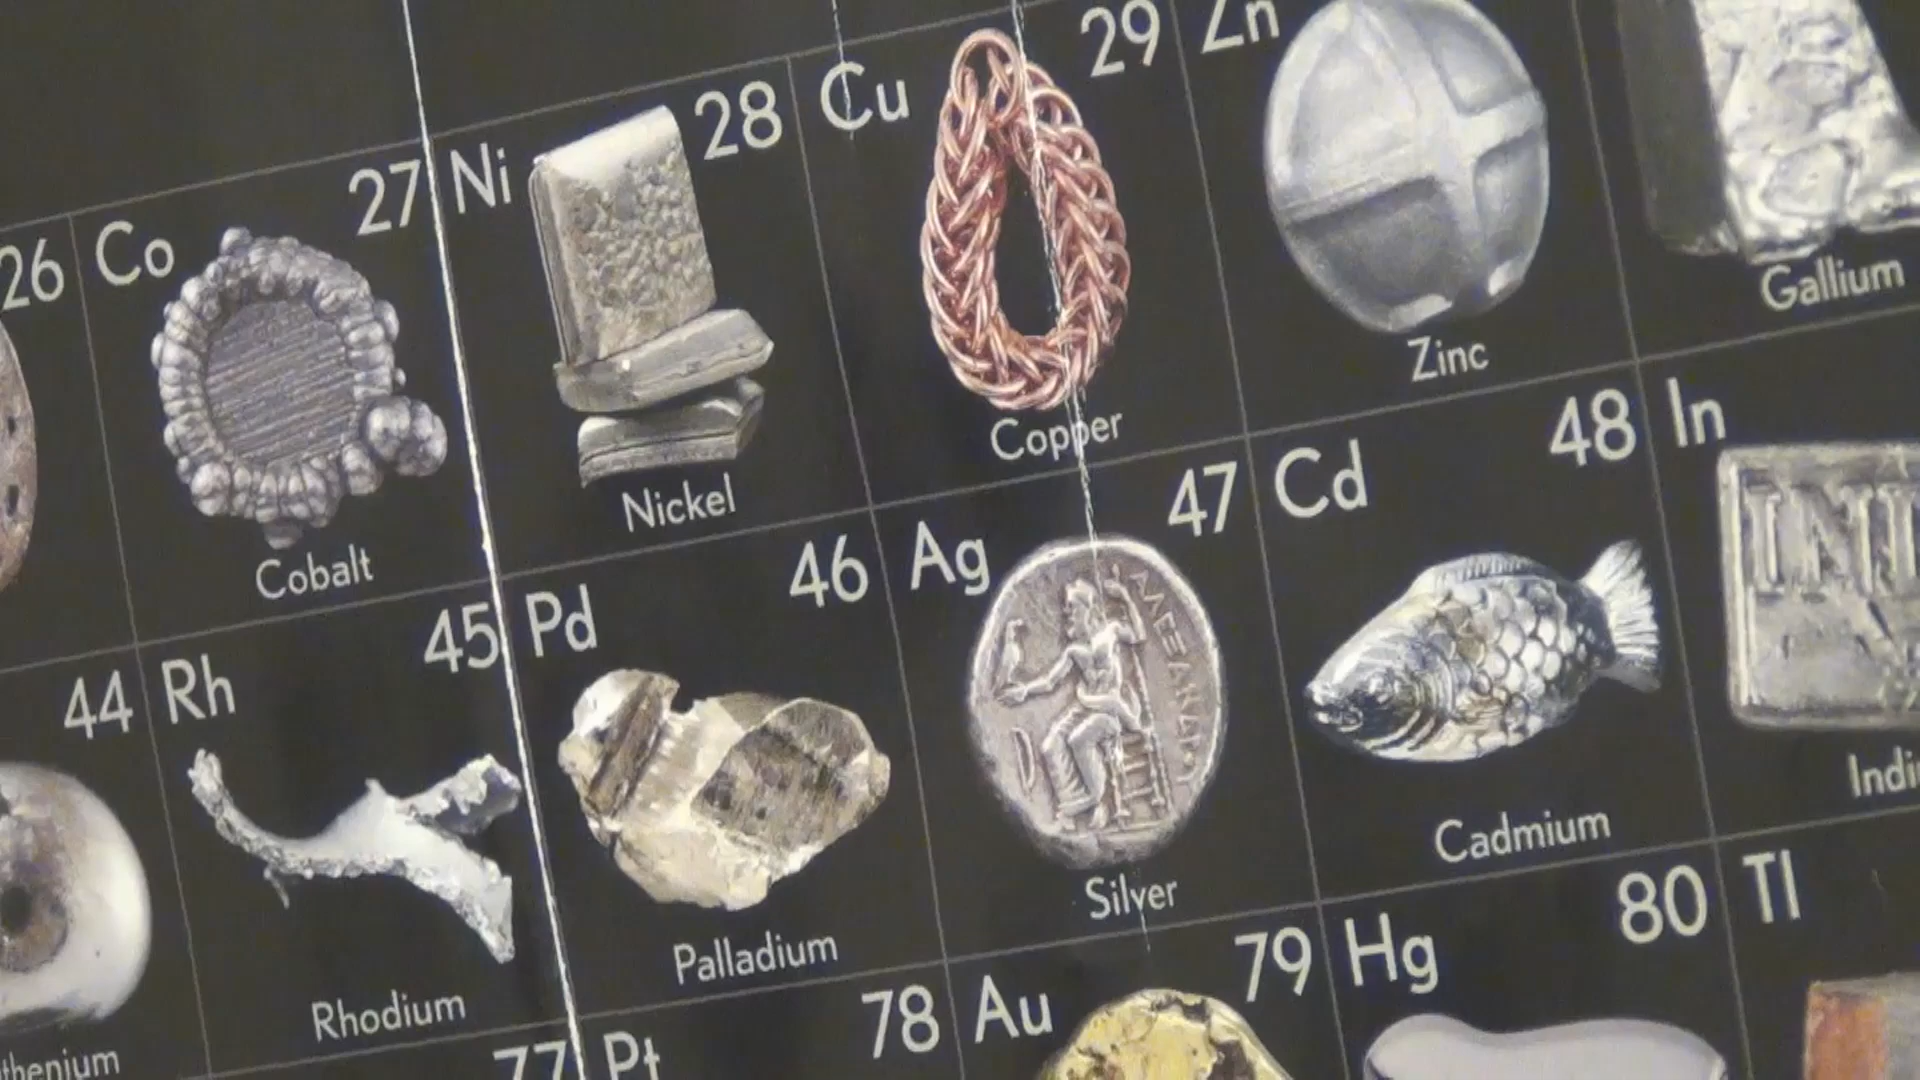 29 Zn
28 Cu
27 Ni
26 Co
Gallium
Zinc
Copper
Nickel
Cobalt
48 In
47 Cd
46 Ag
45 Pd
44 Rh
Cadmium
Silver
Palladium
Rhodium
80 Tl
79 Hg
78 Au
77 Pt